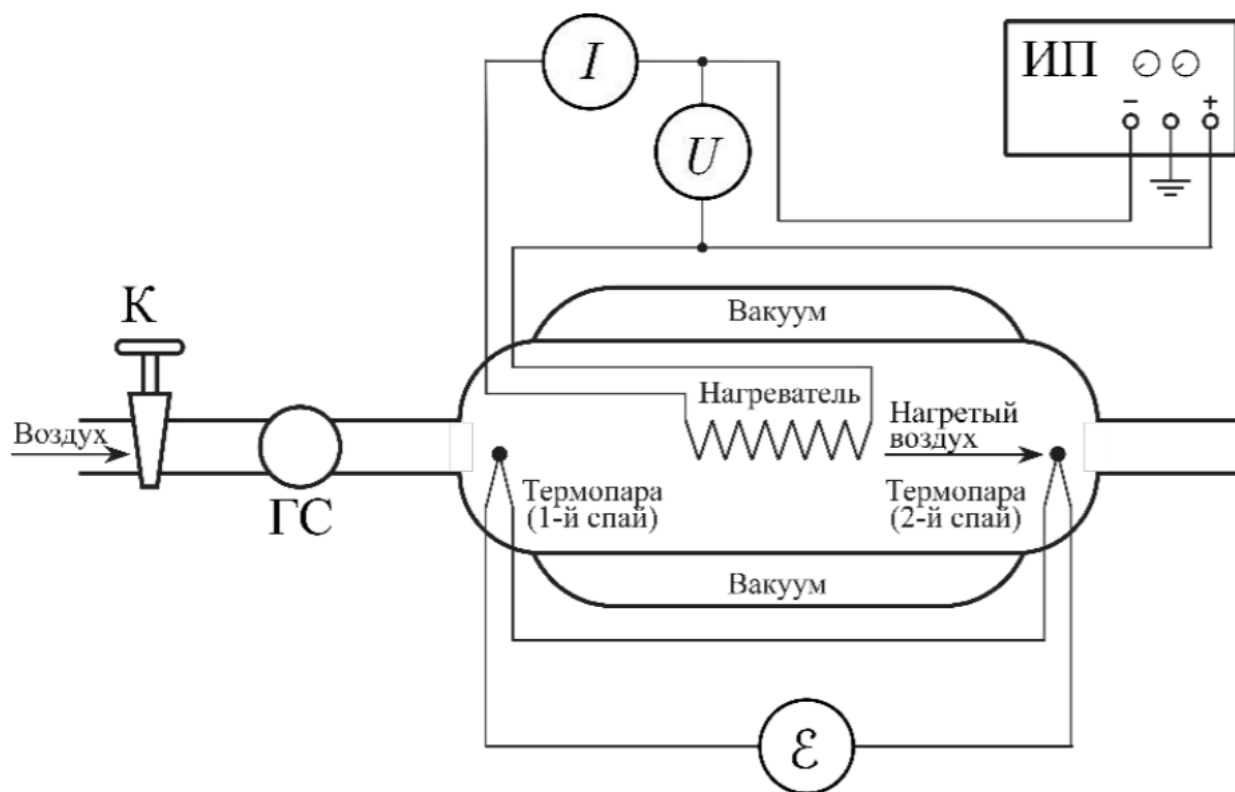 I
ИП
- +
U
К
Вакуум
Нагреватель
Воздух
Нагретый
воздух
ГС
Термопара
(1-й спай)
Термопара
(2-й спай)
Вакуум
ℰ